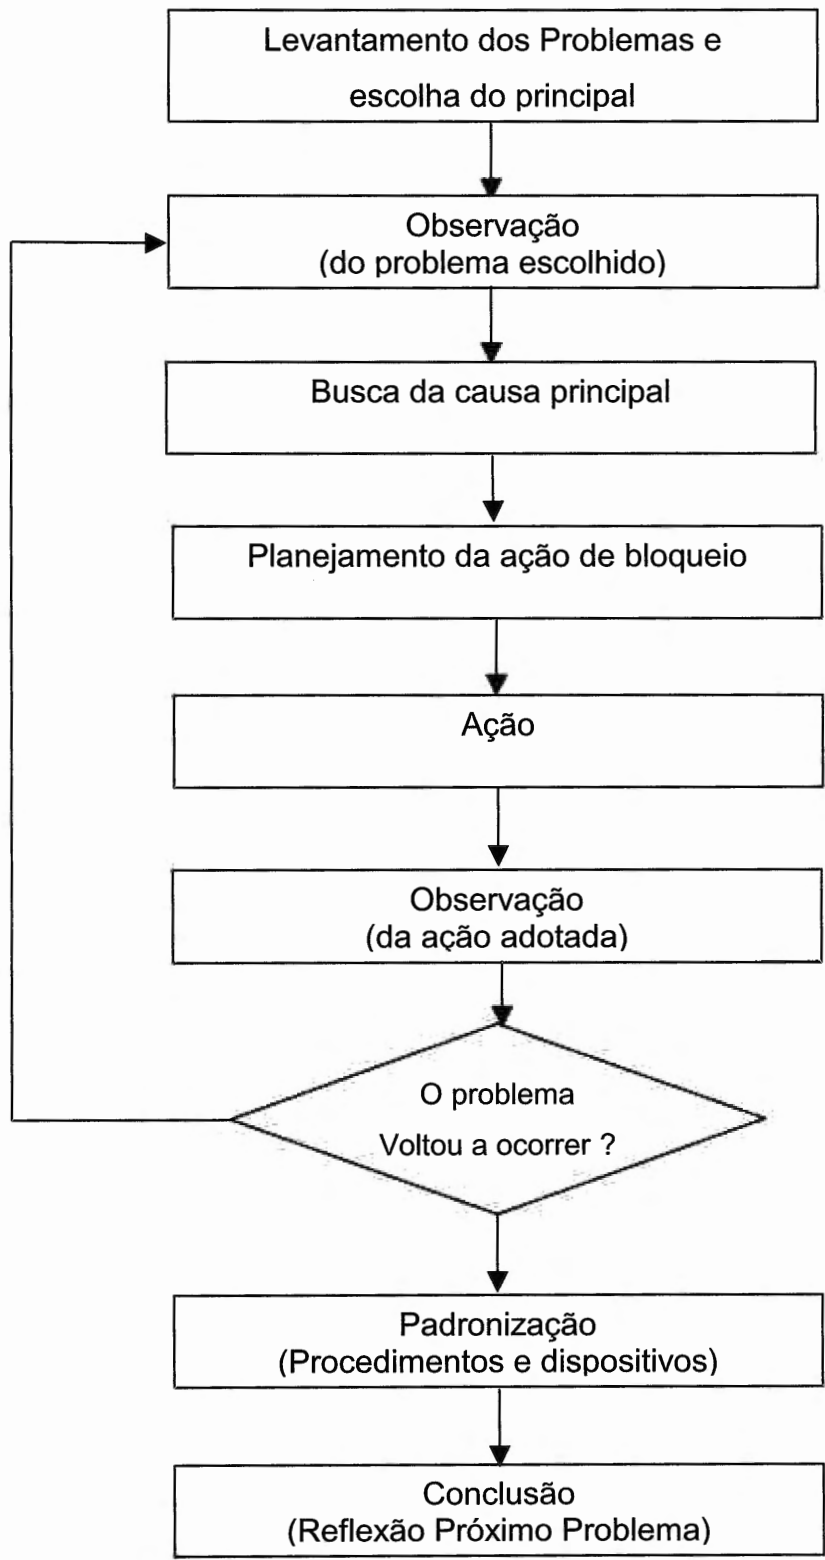 Levantamento dos Problemas e
escolha do principal
Observação
(do problema escolhido)
Busca da causa principal
Planejamento da ação de bloqueio
Ação
Observação
(da ação adotada)
O problema
Voltou a ocorrer ?
Padronização
(Procedimentos e dispositivos)
Conclusão
(Reflexão Próximo Problema)